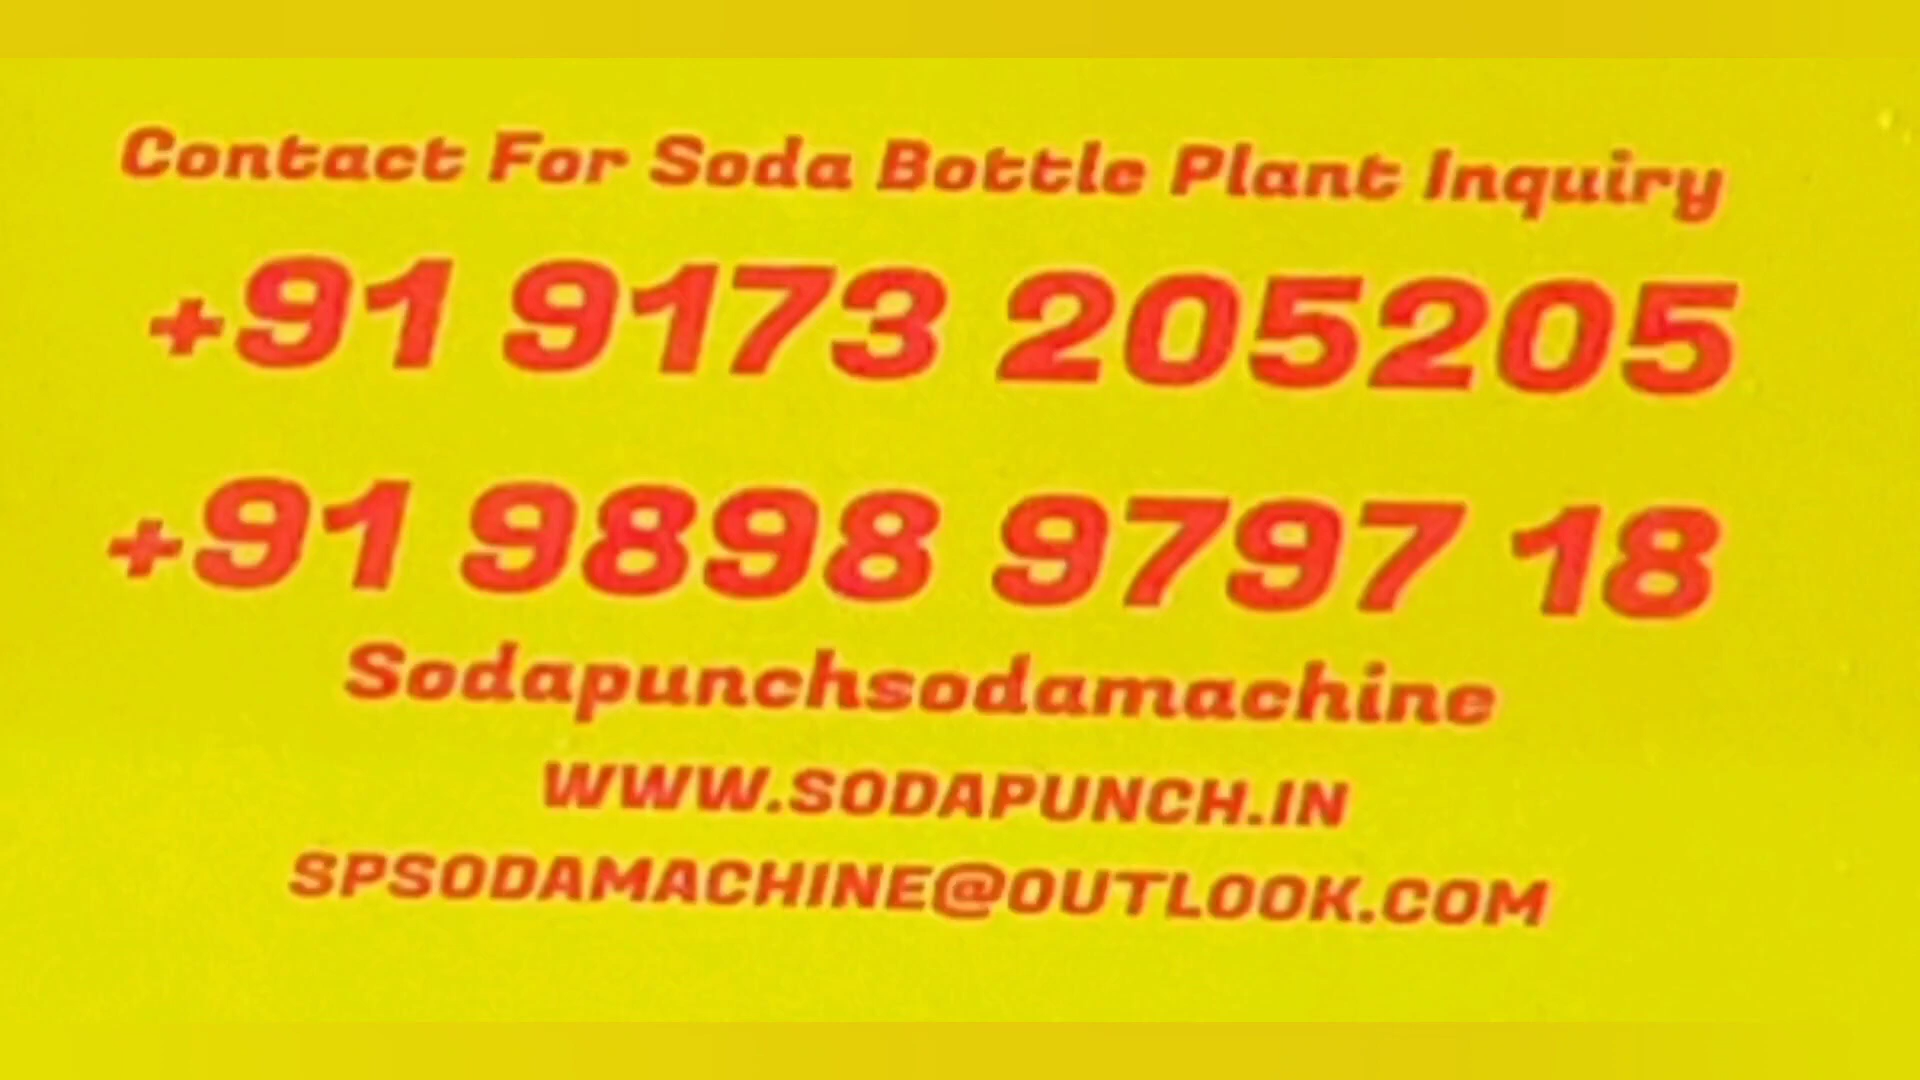 Contact For Soda Bottle Plant Inquiry
+91 9173 205205
+91 9898 9797 18
Sodapunchsodamachine
WWW.SODAPUNCH.IN
SPSODAMACHINE@OUTLOOK.COM